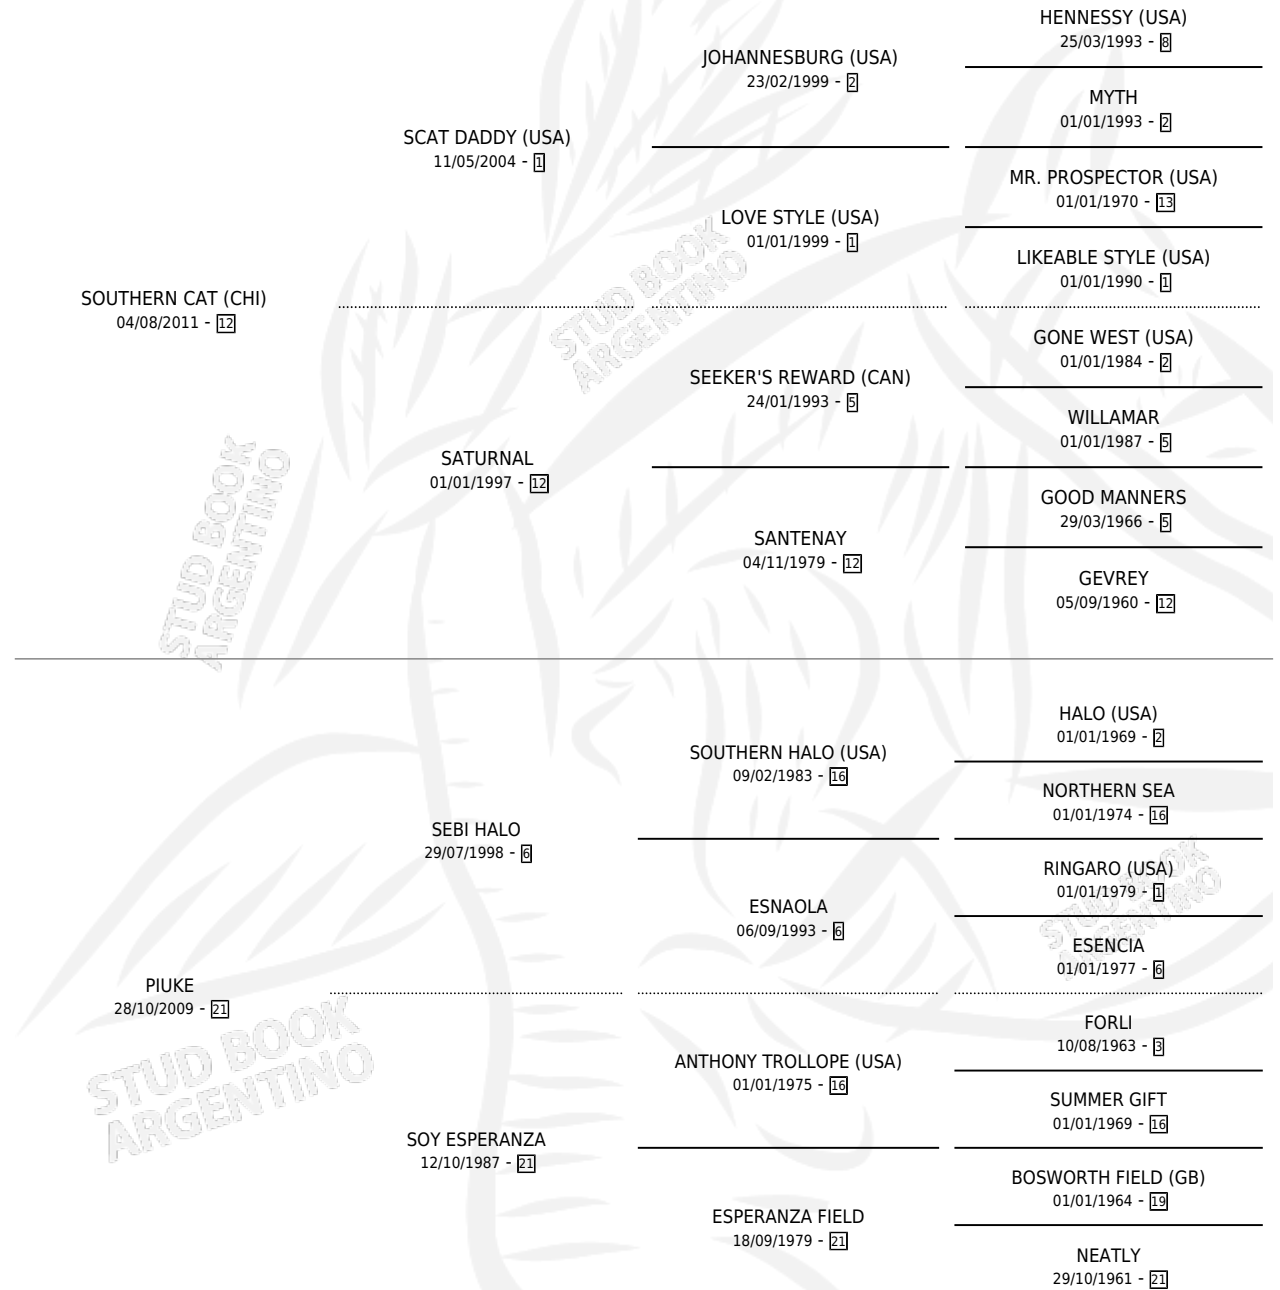 HENNESSY (USA)
25/03/1993 - 8
JOHANNESBURG (USA)
23/02/1999 - 2
MYTH
01/01/1993 - 2
SCAT DADDY (USA)
11/05/2004 - 1
MR. PROSPECTOR (USA)
01/01/1970 - 13
LOVE STYLE (USA)
01/01/1999 - 1
LIKEABLE STYLE (USA)
01/01/1990 - 1
SOUTHERN CAT (CHI)
04/08/2011 - 12
STUD BOOK
ARGENTINO
GONE WEST (USA)
01/01/1984 - 2
SEEKER'S REWARD (CAN)
24/01/1993 - 5
WILLAMAR
01/01/1987 - 5
SATURNAL
01/01/1997 - 12
GOOD MANNERS
29/03/1966 - 5
SANTENAY
04/11/1979 - 12
GEVREY
05/09/1960 - 12
STUD BOOK
ARGENTINO
HALO (USA)
01/01/1969 - 2
SOUTHERN HALO (USA)
09/02/1983 - 16
NORTHERN SEA
01/01/1974 - 16
SEBI HALO
29/07/1998 - 6
RINGARO (USA)
01/01/1979 - 1
ESNAOLA
06/09/1993 - 6
ESENCIA
01/01/1977 - 6
STUD BOOK
ARGENTINO
PIUKE
28/10/2009 - 21
FORLI
10/08/1963 - 3
ANTHONY TROLLOPE (USA)
01/01/1975 - 16
SUMMER GIFT
01/01/1969 - 16
STUD BOOK
ARGENTINO
SOY ESPERANZA
12/10/1987 - 21
BOSWORTH FIELD (GB)
01/01/1964 - 19
ESPERANZA FIELD
18/09/1979 - 21
NEATLY
29/10/1961 - 21